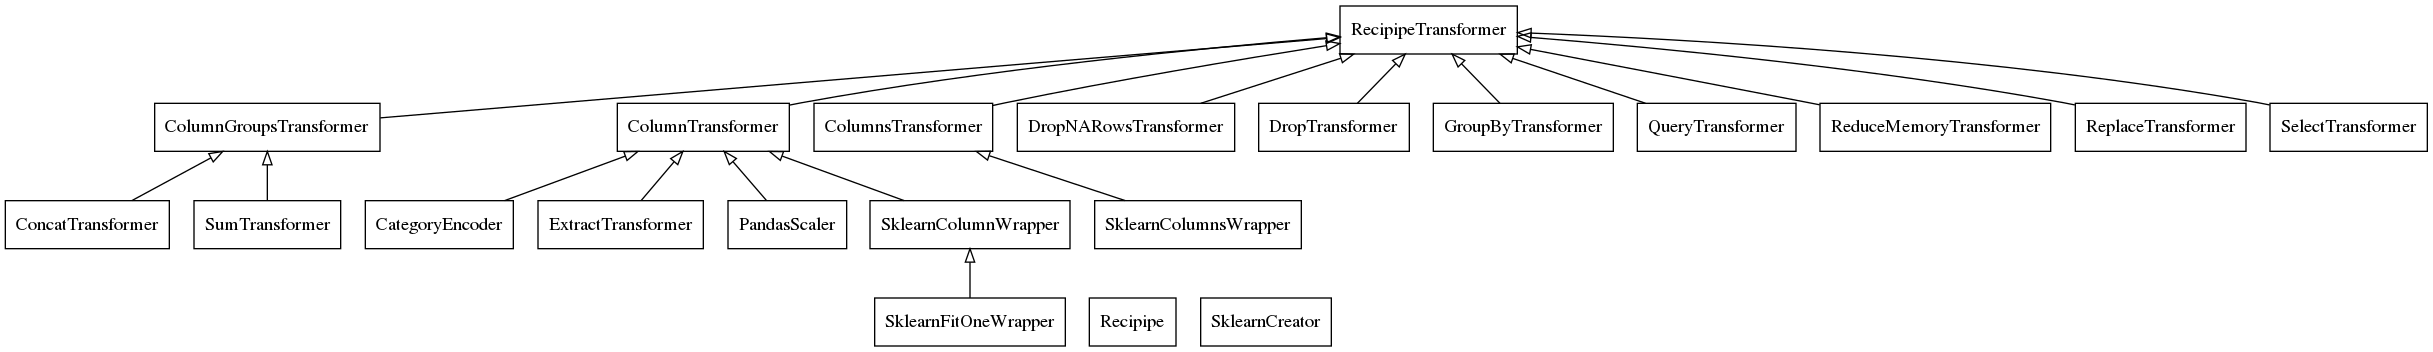 RecipipeTransformer
ColumnGroupsTransformer
ColumnTransformer
ColumnsTransformer
DropNARowsTransformer
DropTransformer
GroupByTransformer
QueryTransformer
ReduceMemoryTransformer
ReplaceTransformer
SelectTransformer
ConcatTransformer
SumTransformer
CategoryEncoder
ExtractTransformer
PandasScaler
SklearnColumnWrapper
SklearnColumnsWrapper
SklearnFitOneWrapper
Recipipe
SklearnCreator